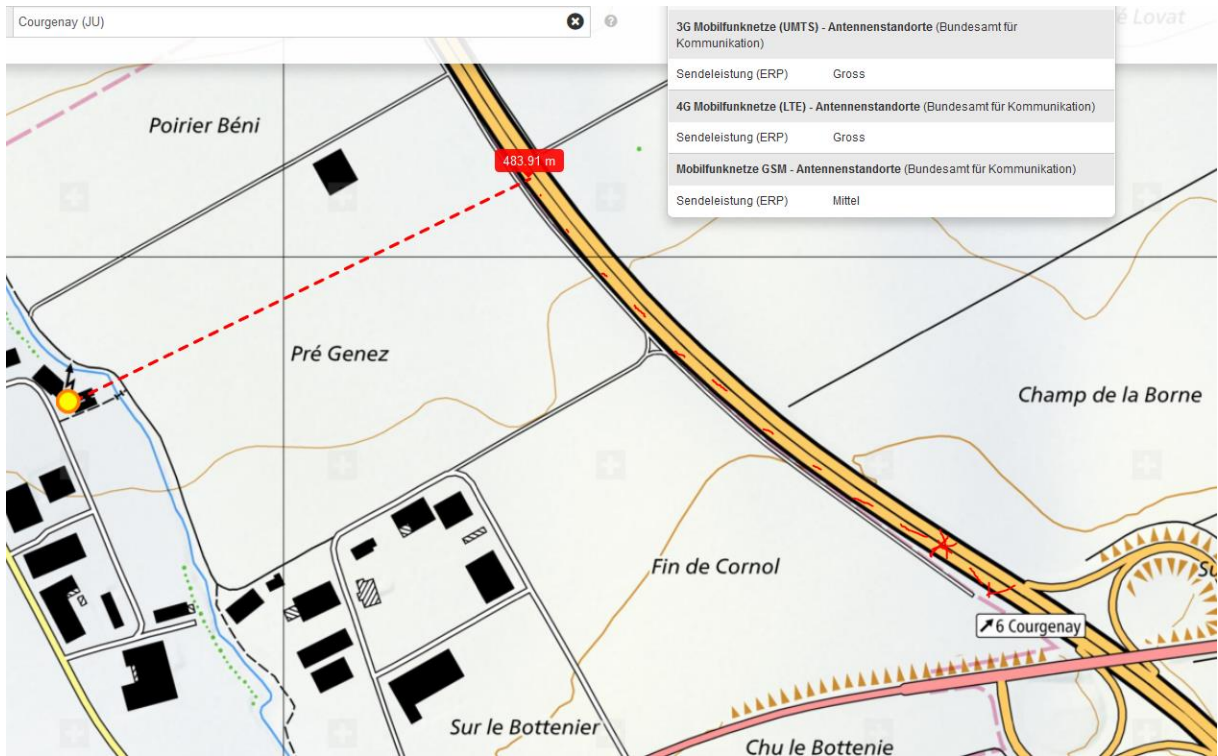 Courgenay (JU)
3G Mobilfunknetze (UMTS) - Antennenstandorte (Bundesamt für
Kommunikation)
Sendeleistung (ERP) Gross
4G Mobilfunknetze (LTE) - Antennenstandorte (Bundesamt für Kommunikation)
Sendeleistung (ERP) Gross
Mobilfunknetze GSM - Antennenstandorte (Bundesamt für Kommunikation)
Sendeleistung (ERP) Mittel
é Lovat
Poirier Béni
483.91 m
Pré Genez
Champ de la Borne
Fin de Cornol
Su
6 Courgenay
Sur le Bottenier
Chu le Bottenie